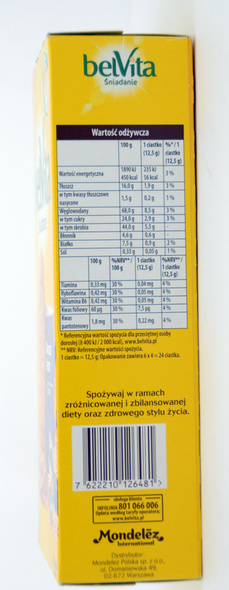 belVita
Śniadanie
Wartość odżywcza
100 g 1 ciastko (12,5 g) %* / 1 ciastko (12,5 g)
Wartość energetyczna 1890 kJ 450 kcal 235 kJ 56 kcal 3 %
Tłuszcz 16,0 g 1,9 g 3 %
w tym kwasy tłuszczowe nasycone 1,5 g 0,2 g 1 %
Węglowodany 68,0 g 8,5 g 3 %
w tym cukry 24,0 g 2,9 g 3 %
w tym skrobia 44,0 g 5,5 g
Błonnik 4,6 g 0,6 g -
Białko 7,5 g 0,9 g 2%
Sól 0,33 g 0,05 g 1%
100 g %NRV**/ 100 g 1 ciastko (12,5g) %NRV**/ 1 ciastko (12,5 g)
Tiamina 0,33 mg 30 % 0,04 mg 4 %
Ryboflawina 0,42 mg 30 % 0,05 mg 4 %
Witamina B6 0,42 mg 30 % 0,05 mg 4 %
Kwas foliowy 60 µg 30 % 7,5 µg 4 %
Kwas pantotenowy 1,8 mg 30 % 0,22 mg 4 %
* Referencyjna wartość spożycia dla przeciętnej osoby
dorosłej (8 400 kJ / 2 000 kcal), www.belvita.pl
** NRV: Referencyjne wartości spożycia.
1 ciastko = 12,5 g; Opakowanie zawiera 6 x 4 = 24 ciastka.
Spożywaj w ramach
zróżnicowanej i zbilansowanej
diety oraz zdrowego stylu życia.
7622210 126481
obsługa klienta
INFOLINIA 801 066 006
Opłata według taryfy operatora;
www.belvita.pl
Mondelēz
International
Dystrybutor:
Mondelez Polska sp. z o.o.,
ul. Domaniewska 49,
02-672 Warszawa